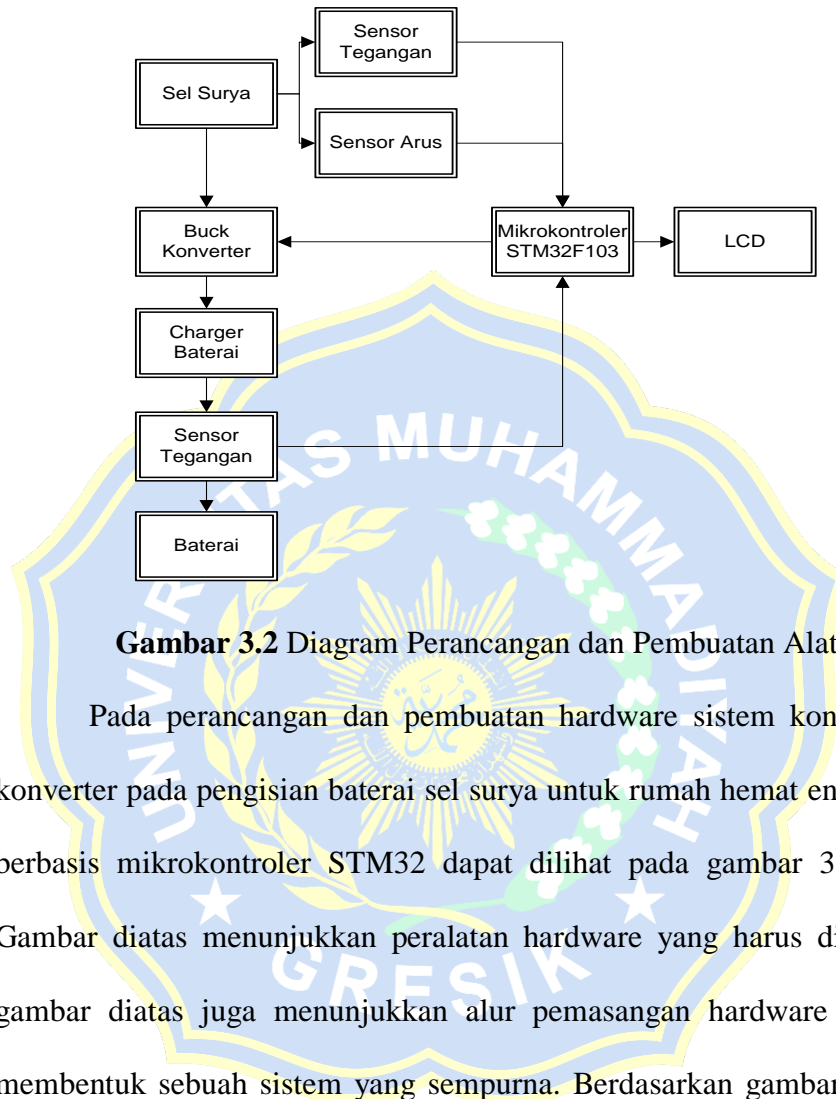 Sensor
Tegangan
Sel Surya
Sensor Arus
Buck
Konverter
Mikrokontroler
STM32F103
LCD
Charger
Baterai
Sensor
Tegangan
Baterai
UNIVERSITAS MUHAMMADIYAH
GRESIK
Gambar 3.2 Diagram Perancangan dan Pembuatan Alat
Pada perancangan dan pembuatan hardware sistem kon
konverter pada pengisian baterai sel surya untuk rumah hemat en
berbasis mikrokontroler STM32 dapat dilihat pada gambar 3
Gambar diatas menunjukkan peralatan hardware yang harus di
gambar diatas juga menunjukkan alur pemasangan hardware
membentuk sebuah sistem yang sempurna. Berdasarkan gambar